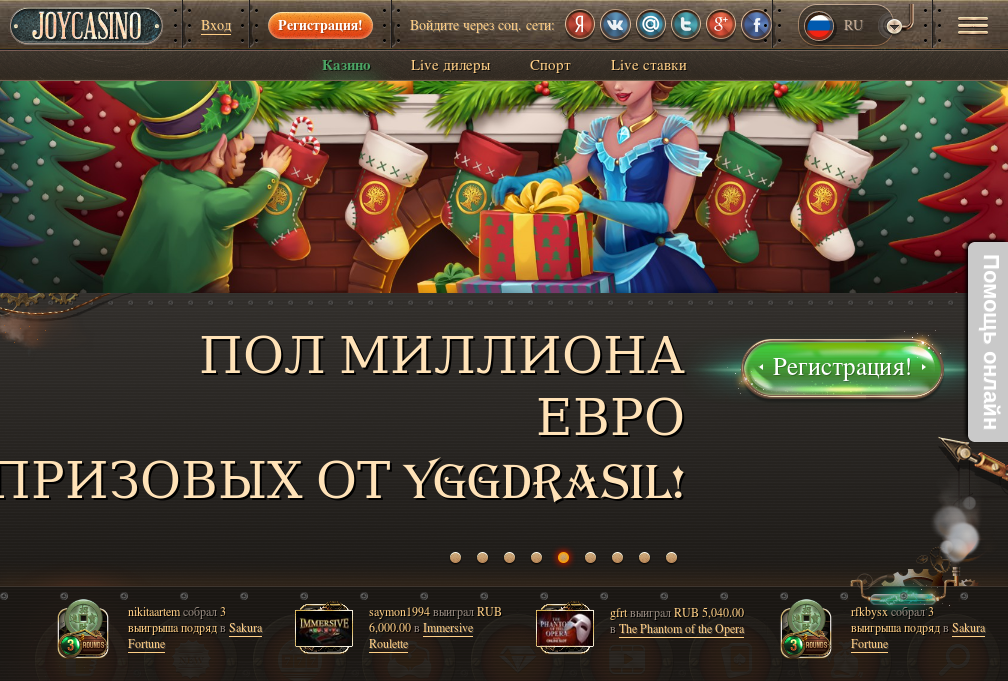 JOYCASINO
Вход
Регистрация!
Войдите через соц. сети:
RU
Казино
Live дилеры
Спорт
Live ставки
Помощь онлайн
ПОЛ МИЛЛИОНА
ЕВРО
ПРИЗОВЫХ ОТ YGGDRASIL!
Регистрация!
nikitaartem собрал 3
выигрыша подряд в Sakura
Fortune
3 ROUNDS
IMMERSIVE
saymon1994 выиграл RUB
6,000.00 в Immersive
Roulette
THE
PHANTOM
OPERA
gfrt выиграл RUB 5,040.00
в The Phantom of the Opera
3 ROUNDS
rfkbysx собрал 3
выигрыша подряд в Sakura
Fortune